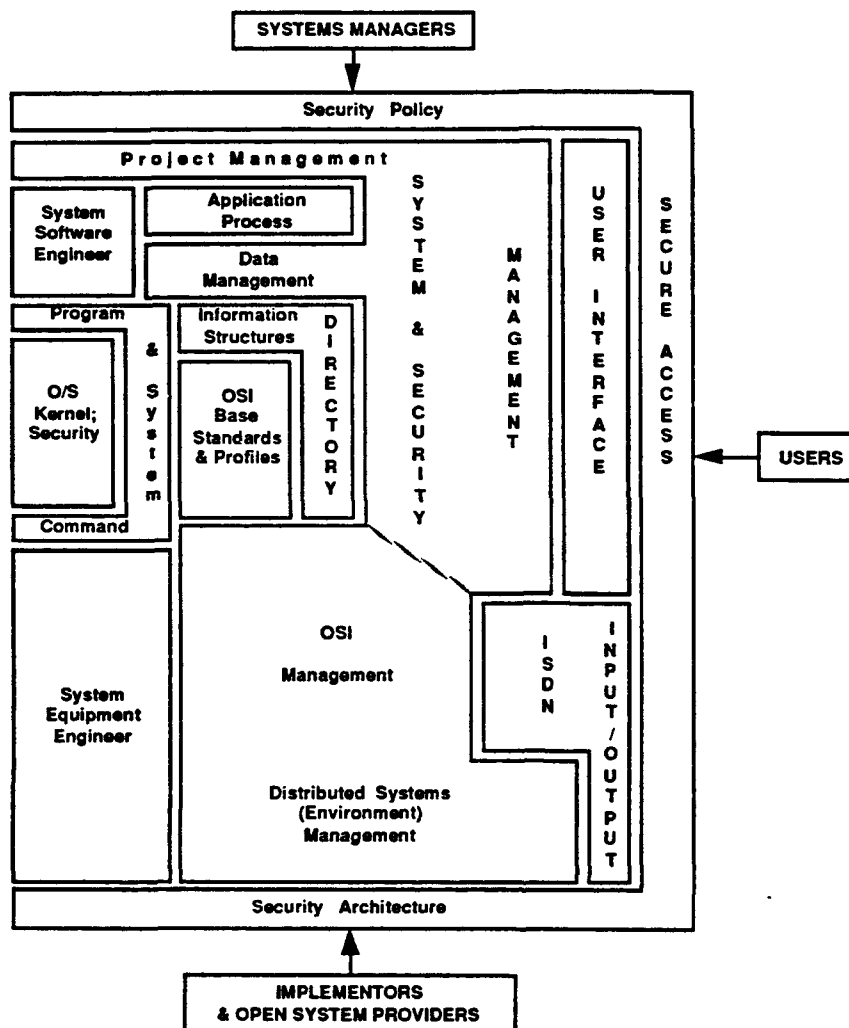 SYSTEMS MANAGERS
Security Policy
Project Management
System
Software
Engineer
Application
Process
Data
Management
SYSTEM & SECURITY
MANAGEMENT
USER INTERFACE
SECURE ACCESS
USERS
Program
& System
Command
O/S
Kernel;
Security
Information
Structures
DIRECTORY
OSI
Base
Standards
& Profiles
System
Equipment
Engineer
OSI
Management
ISDN
INPUT/OUTPUT
Distributed Systems
(Environment)
Management
Security Architecture
IMPLEMENTORS
& OPEN SYSTEM PROVIDERS